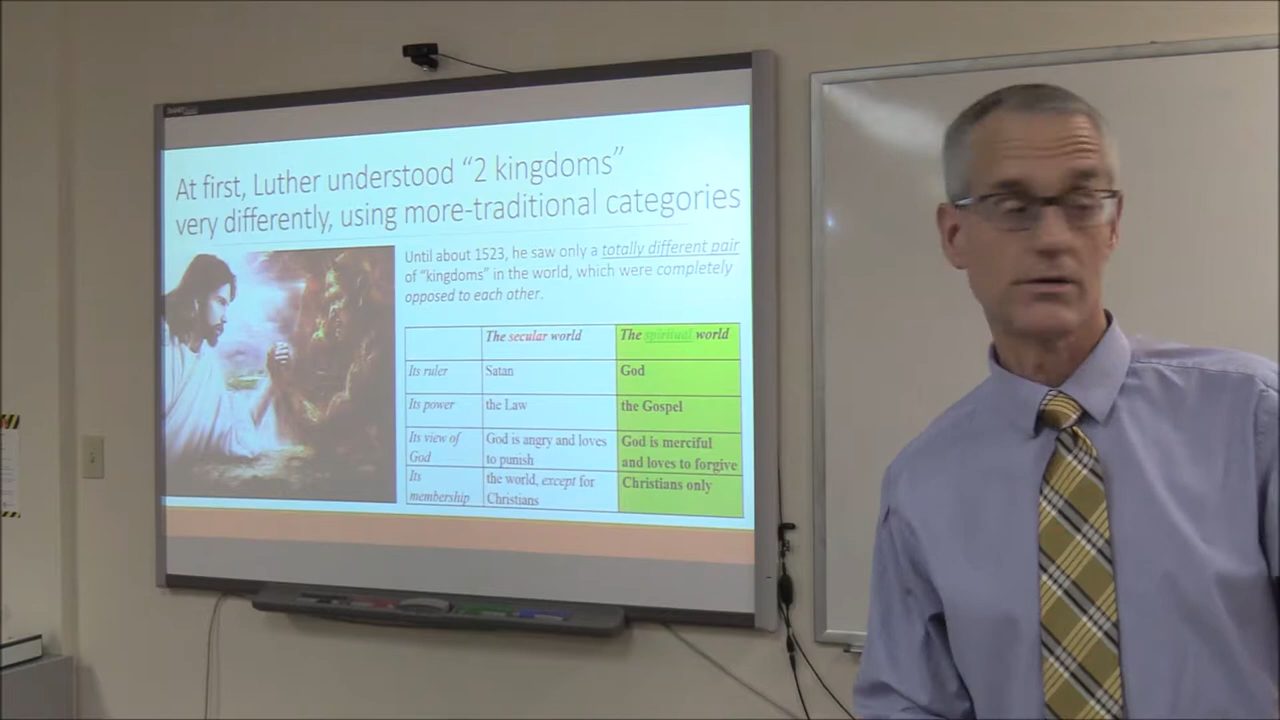 At first, Luther understood “2 kingdoms”
very differently, using more-traditional categories
Until about 1523, he saw only a totally different pair
of “kingdoms” in the world, which were completely
opposed to each other.
The secular world
The spiritual world
Its ruler
Satan
God
Its power
the Law
the Gospel
Its view of
God
God is angry and loves
to punish
God is merciful
and loves to forgive
Its
membership
the world, except for
Christians
Christians only